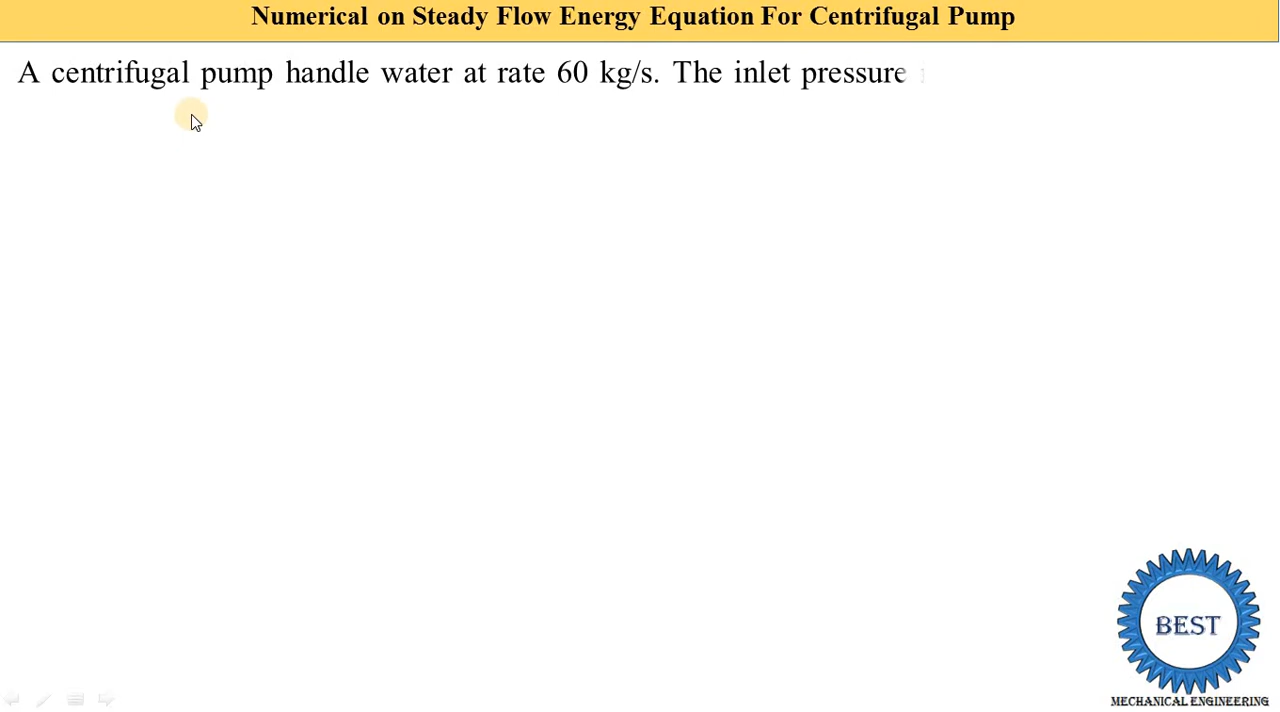 Numerical on Steady Flow Energy Equation For Centrifugal Pump
A centrifugal pump handle water at rate 60 kg/s. The inlet pressure
BEST
MECHANICAL ENGINEERING